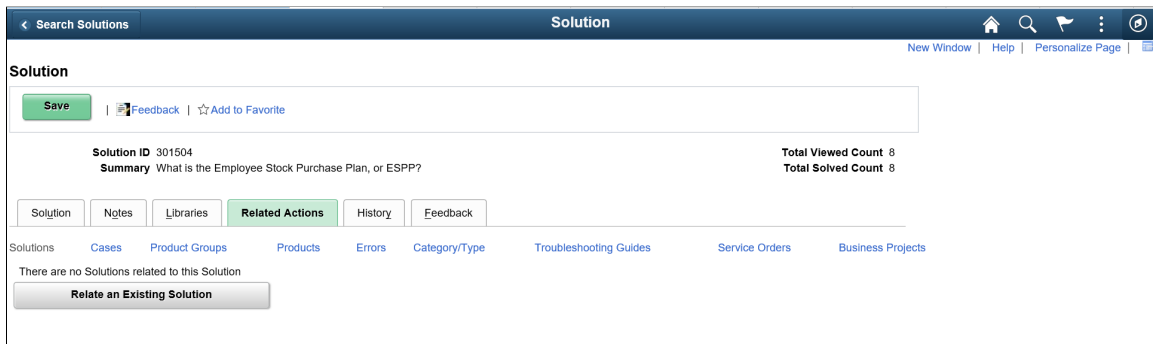 Search Solutions Solution
New Window | Help | Personalize Page |
Solution
Save | Feedback | Add to Favorite
Solution ID 301504 Total Viewed Count 8
Summary What is the Employee Stock Purchase Plan, or ESPP? Total Solved Count 8
Solution Notes Libraries Related Actions History Feedback
Solutions Cases Product Groups Products Errors Category/Type Troubleshooting Guides Service Orders Business Projects
There are no Solutions related to this Solution
Relate an Existing Solution